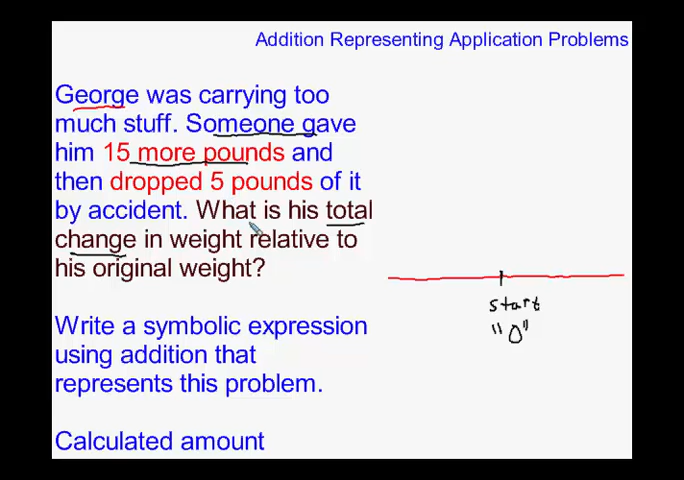 Addition Representing Application Problems
George was carrying too
much stuff. Someone gave
him 15 more pounds and
then dropped 5 pounds of it
by accident. What is his total
change in weight relative to
his original weight?
start
"0"
Write a symbolic expression
using addition that
represents this problem.
Calculated amount